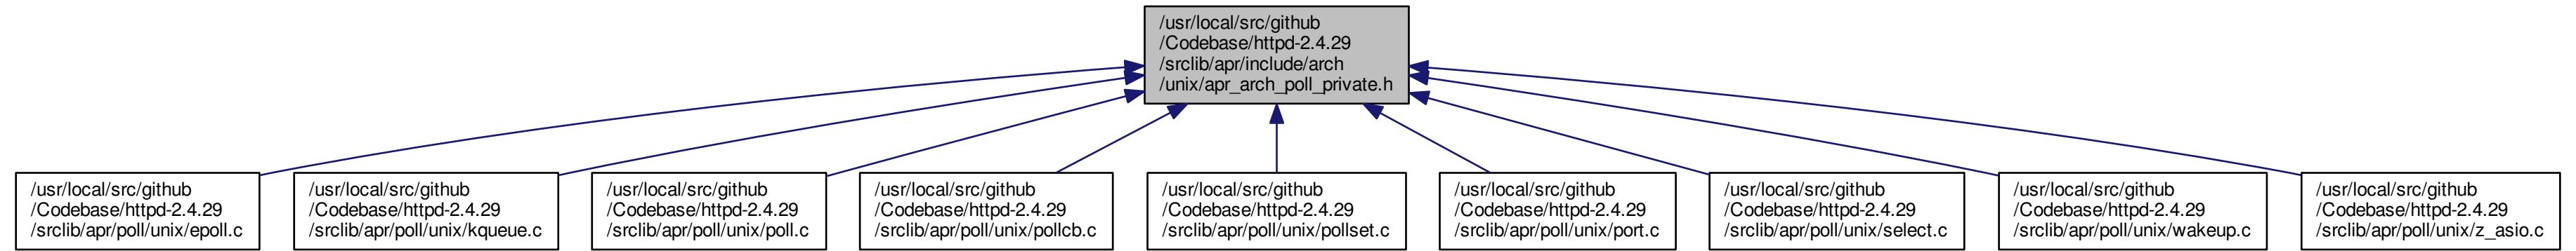 /usr/local/src/github
/Codebase/httpd-2.4.29
/srclib/apr/include/arch
/unix/apr_arch_poll_private.h
/usr/local/src/github
/Codebase/httpd-2.4.29
/srclib/apr/poll/unix/epoll.c
/usr/local/src/github
/Codebase/httpd-2.4.29
/srclib/apr/poll/unix/kqueue.c
/usr/local/src/github
/Codebase/httpd-2.4.29
/srclib/apr/poll/unix/poll.c
/usr/local/src/github
/Codebase/httpd-2.4.29
/srclib/apr/poll/unix/pollcb.c
/usr/local/src/github
/Codebase/httpd-2.4.29
/srclib/apr/poll/unix/pollset.c
/usr/local/src/github
/Codebase/httpd-2.4.29
/srclib/apr/poll/unix/port.c
/usr/local/src/github
/Codebase/httpd-2.4.29
/srclib/apr/poll/unix/select.c
/usr/local/src/github
/Codebase/httpd-2.4.29
/srclib/apr/poll/unix/wakeup.c
/usr/local/src/github
/Codebase/httpd-2.4.29
/srclib/apr/poll/unix/z_asio.c